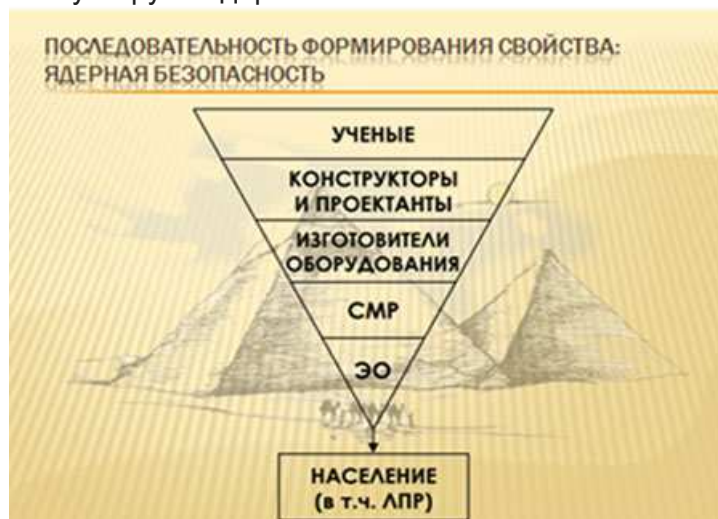 ПОСЛЕДОВАТЕЛЬНОСТЬ ФОРМИРОВАНИЯ СВОЙСТВА:
ЯДЕРНАЯ БЕЗОПАСНОСТЬ
УЧЕНЫЕ
КОНСТРУКТОРЫ
И ПРОЕКТАНТЫ
ИЗГОТОВИТЕЛИ
ОБОРУДОВАНИЯ
СМР
ЭО
НАСЕЛЕНИЕ
(в т.ч. ЛПР)